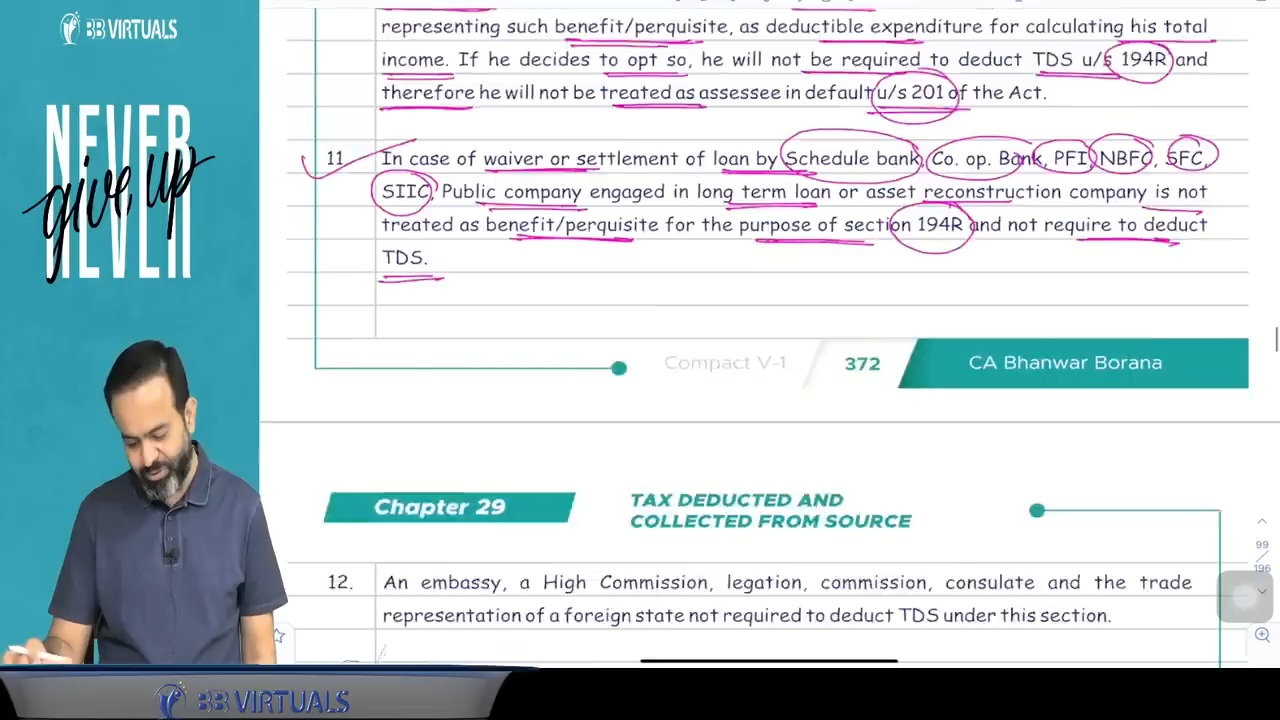 BB VIRTUALS
NEVER
give up
NEVER
representing such benefit/perquisite, as deductible expenditure for calculating his total
income. If he decides to opt so, he will not be required to deduct TDS u/s 194R and
therefore he will not be treated as assessee in default u/s 201 of the Act.
11. In case of waiver or settlement of loan by Schedule bank, Co. op. Bank, PFI, NBFC, SFC,
SIIC, Public company engaged in long term loan or asset reconstruction company is not
treated as benefit/perquisite for the purpose of section 194R and not require to deduct
TDS.
Compact V-1 372 CA Bhanwar Borana
Chapter 29
TAX DEDUCTED AND
COLLECTED FROM SOURCE
99
196
12. An embassy, a High Commission, legation, commission, consulate and the trade
representation of a foreign state not required to deduct TDS under this section.
BB VIRTUALS